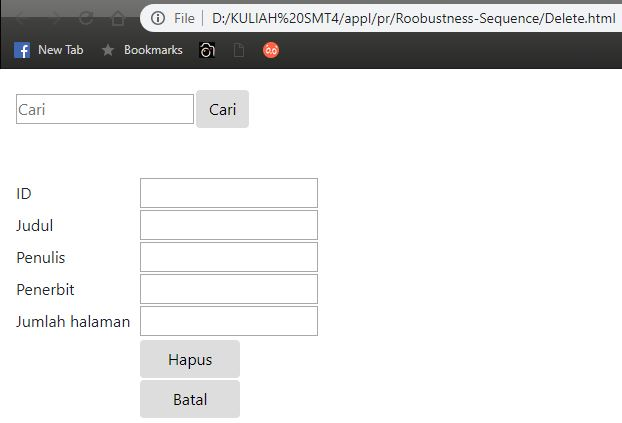 File D:/KULIAH%20SMT4/appl/pr/Roobustness-Sequence/Delete.html
New Tab Bookmarks
Cari Cari
ID
Judul
Penulis
Penerbit
Jumlah halaman
Hapus
Batal